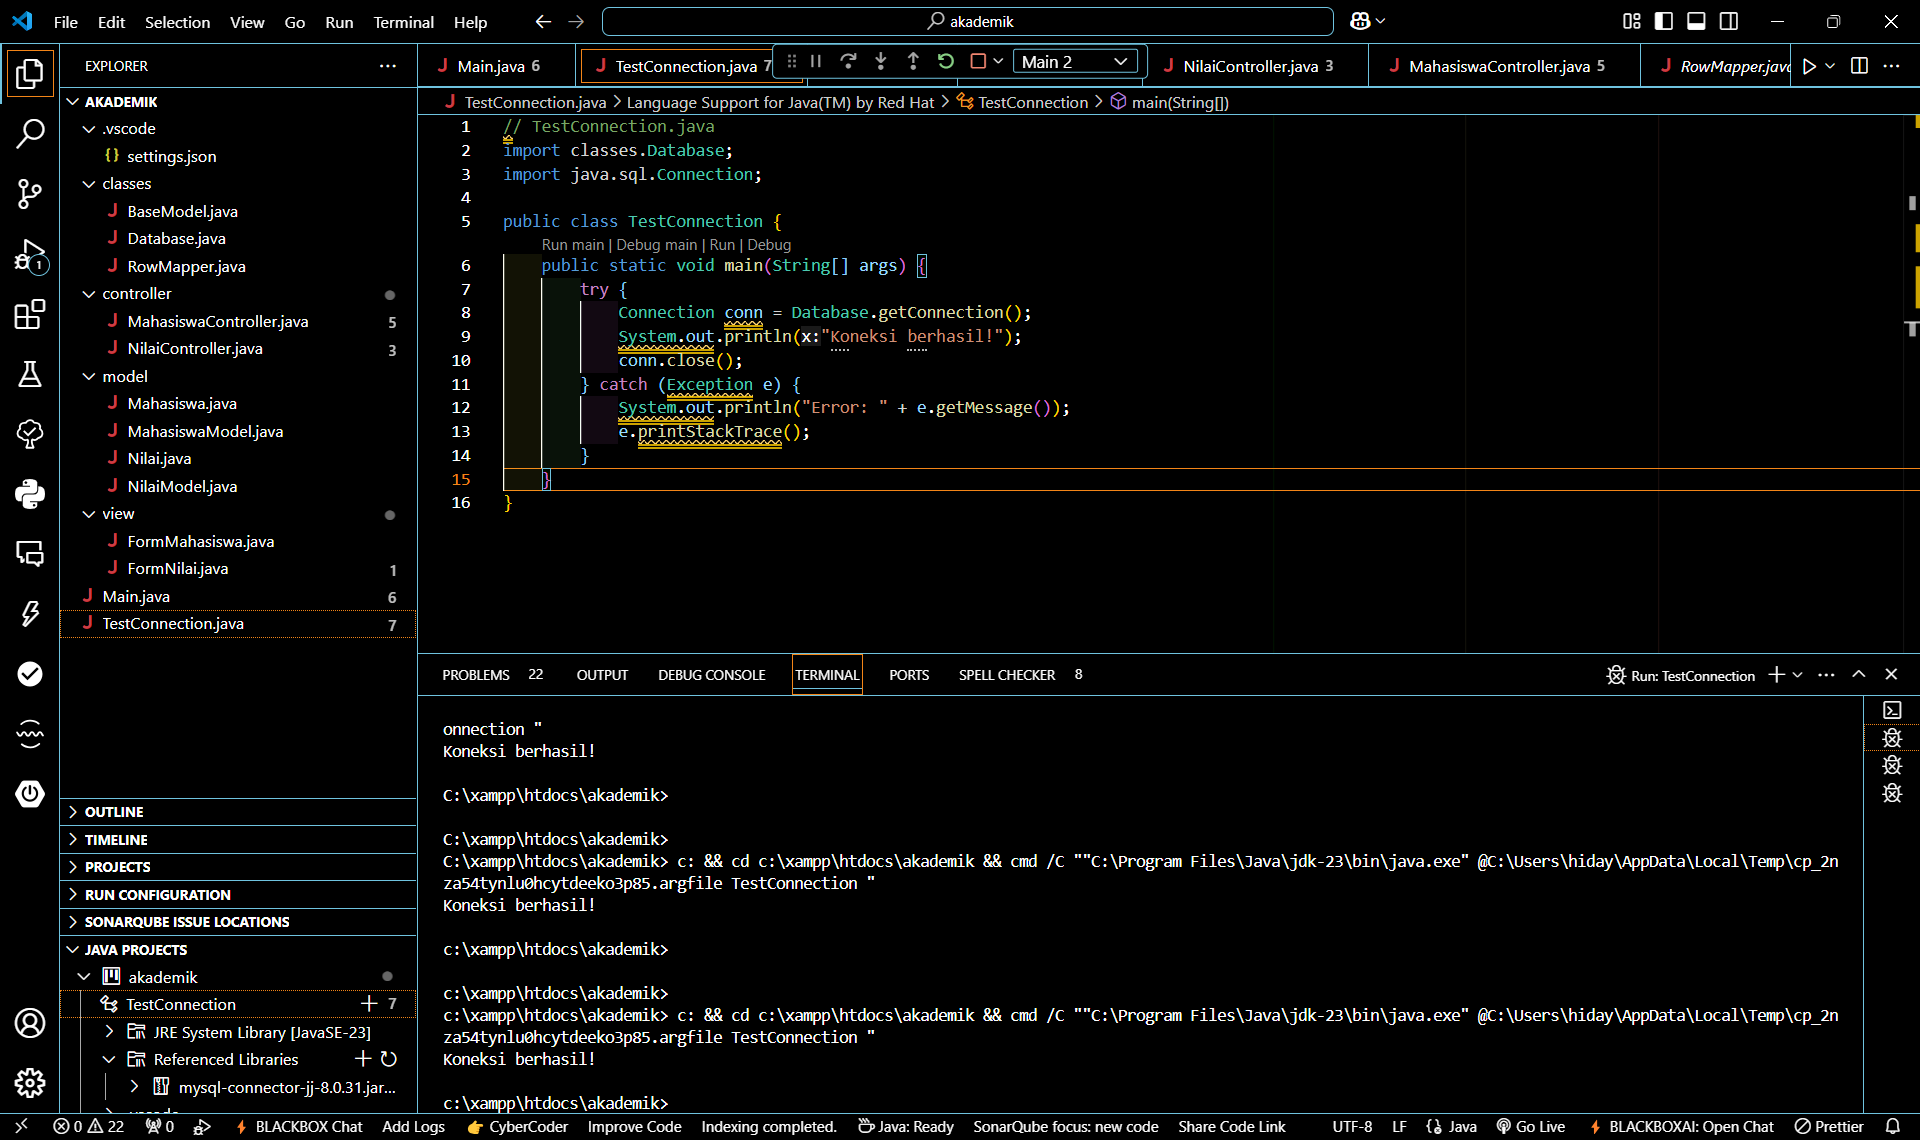 File Edit Selection View Go Run Terminal Help
akademik
EXPLORER
AKADEMIK
.vscode
settings.json
classes
BaseModel.java
Database.java
RowMapper.java
controller
MahasiswaController.java 5
NilaiController.java 3
model
Mahasiswa.java
MahasiswaModel.java
Nilai.java
NilaiModel.java
view
FormMahasiswa.java
FormNilai.java 1
Main.java 6
TestConnection.java 7
OUTLINE
TIMELINE
PROJECTS
RUN CONFIGURATION
SONARQUBE ISSUE LOCATIONS
JAVA PROJECTS
akademik
TestConnection 7
JRE System Library [JavaSE-23]
Referenced Libraries
mysql-connector-jj-8.0.31.jar...
Main.java 6
TestConnection.java 7
Main 2
NilaiController.java 3
MahasiswaController.java 5
RowMapper.java
TestConnection.java > Language Support for Java(TM) by Red Hat > TestConnection > main(String[])
1 // TestConnection.java
2 import classes.Database;
3 import java.sql.Connection;
4
5 public class TestConnection {
Run main | Debug main | Run | Debug
6 public static void main(String[] args) {
7 try {
8 Connection conn = Database.getConnection();
9 System.out.println(x:"Koneksi berhasil!");
10 conn.close();
11 } catch (Exception e) {
12 System.out.println("Error: " + e.getMessage());
13 e.printStackTrace();
14 }
15 }
16 }
PROBLEMS 22 OUTPUT DEBUG CONSOLE TERMINAL PORTS SPELL CHECKER 8
Run: TestConnection
onnection "
Koneksi berhasil!
C:\xampp\htdocs\akademik>
C:\xampp\htdocs\akademik>
C:\xampp\htdocs\akademik> c: && cd c:\xampp\htdocs\akademik && cmd /C ""C:\Program Files\Java\jdk-23\bin\java.exe" @C:\Users\hiday\AppData\Local\Temp\cp_2n
za54tynlu0hcytdeeko3p85.argfile TestConnection "
Koneksi berhasil!
c:\xampp\htdocs\akademik>
c:\xampp\htdocs\akademik>
c:\xampp\htdocs\akademik> c: && cd c:\xampp\htdocs\akademik && cmd /C ""C:\Program Files\Java\jdk-23\bin\java.exe" @C:\Users\hiday\AppData\Local\Temp\cp_2n
za54tynlu0hcytdeeko3p85.argfile TestConnection "
Koneksi berhasil!
c:\xampp\htdocs\akademik>
0 22 0 BLACKBOX Chat Add Logs CyberCoder Improve Code Indexing completed. Java: Ready SonarQube focus: new code Share Code Link UTF-8 LF Java Go Live BLACKBOXAI: Open Chat Prettier